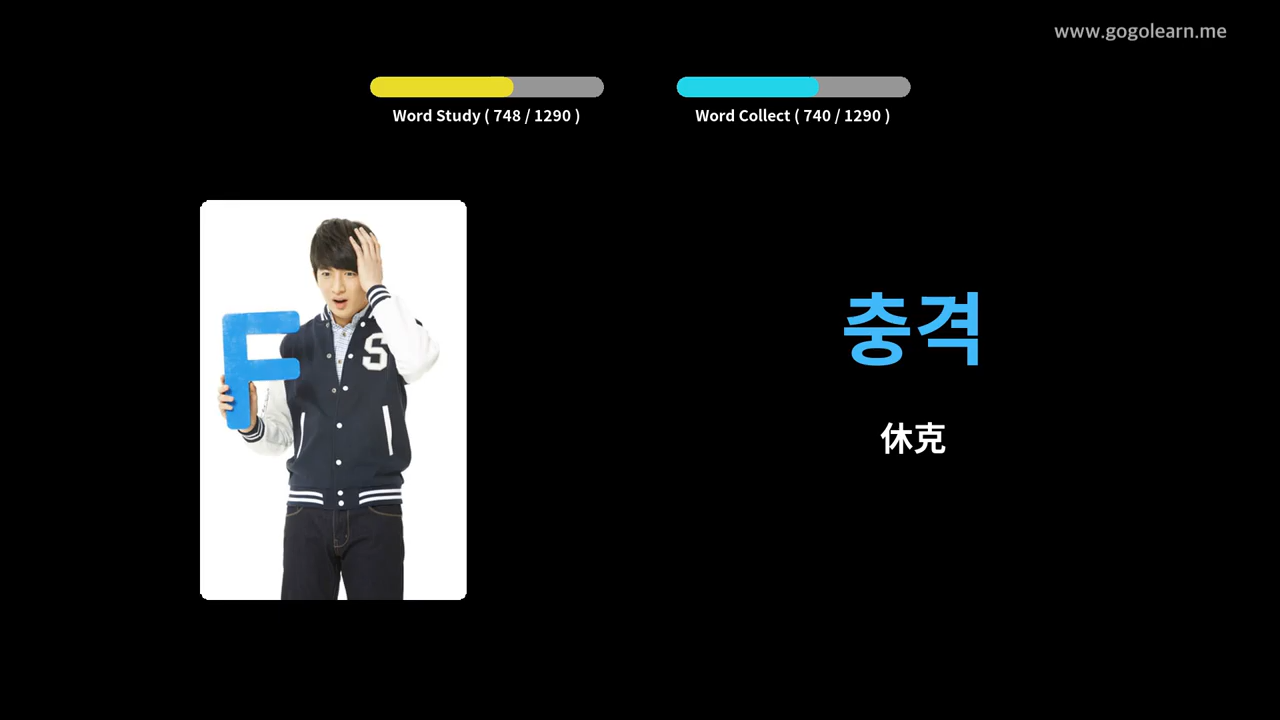 www.gogolearn.me
Word Study ( 748 / 1290 )
Word Collect ( 740 / 1290 )
F
S
충격
休克